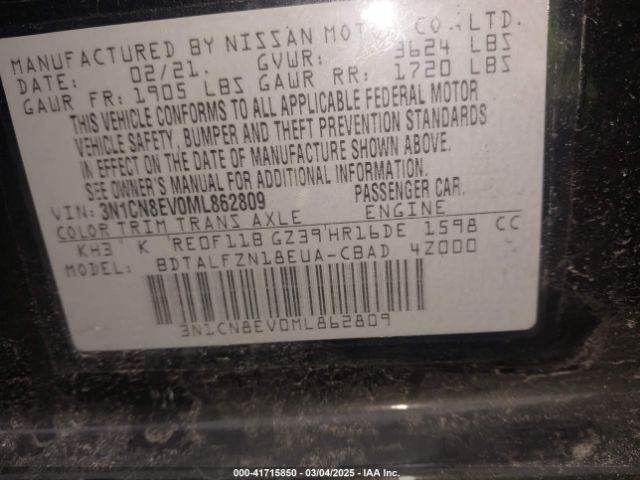 MANUFACTURED BY NISSAN MOTOR CO., LTD.
DATE: 02/21. GVWR: 3624 LBS
GAWR FR: 1905 LBS GAWR RR: 1720 LBS
THIS VEHICLE CONFORMS TO ALL APPLICABLE FEDERAL MOTOR
VEHICLE SAFETY, BUMPER AND THEFT PREVENTION STANDARDS
IN EFFECT ON THE DATE OF MANUFACTURE SHOWN ABOVE.
SEE OWNER'S MANUAL FOR ADDITIONAL INFORMATION.
VIN: 3N1CN8EV0ML862809 PASSENGER CAR.
COLOR TRIM TRANS AXLE ENGINE
KH3 K RE0F11B GZ39 HR16DE 1598 CC
MODEL: BDTALFZN18EUA-CBAD 4Z000
3N1CN8EV0ML862809
000-41715850 - 03/04/2025 - IAA Inc.